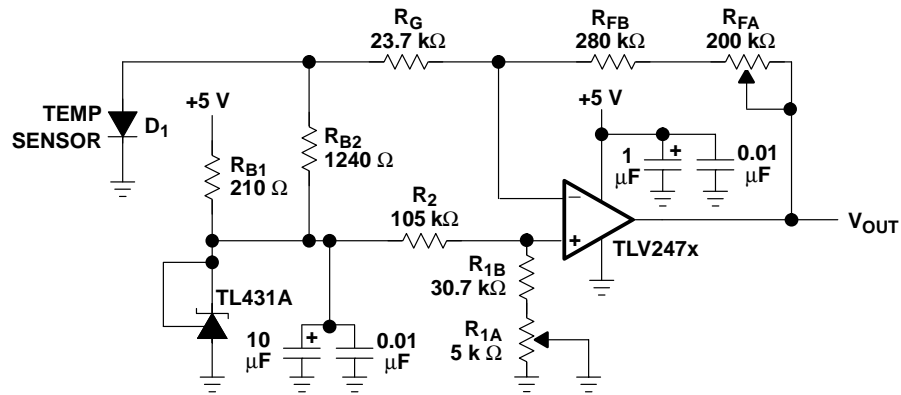 RG
23.7 kΩ
RFB
280 kΩ
RFA
200 kΩ
TEMP
SENSOR
D1
+5 V
RB1
210 Ω
RB2
1240 Ω
+5 V
1
μF
+
0.01
μF
R2
105 kΩ
–
+
TLV247x
VOUT
R1B
30.7 kΩ
R1A
5 k Ω
TL431A
10
μF
+
0.01
μF